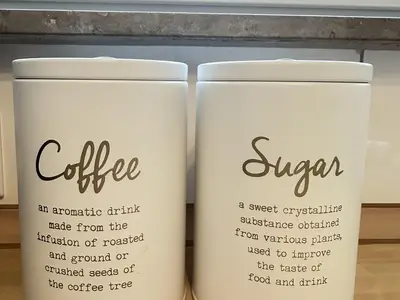 Coffee
an aromatic drink
made from the
infusion of roasted
and ground or
crushed seeds of
the coffee tree
Sugar
a sweet crystalline
substance obtained
from various plants,
used to improve
the taste of
food and drink